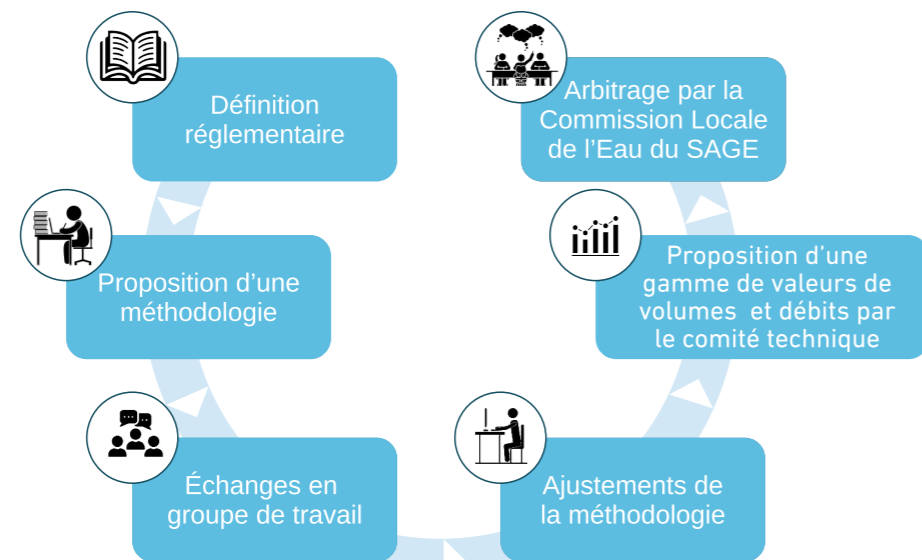 Définition
réglementaire
Proposition d'une
méthodologie
Échanges en
groupe de travail
Ajustements de
la méthodologie
Proposition d'une
gamme de valeurs de
volumes et débits par
le comité technique
Arbitrage par la
Commission Locale
de l'Eau du SAGE